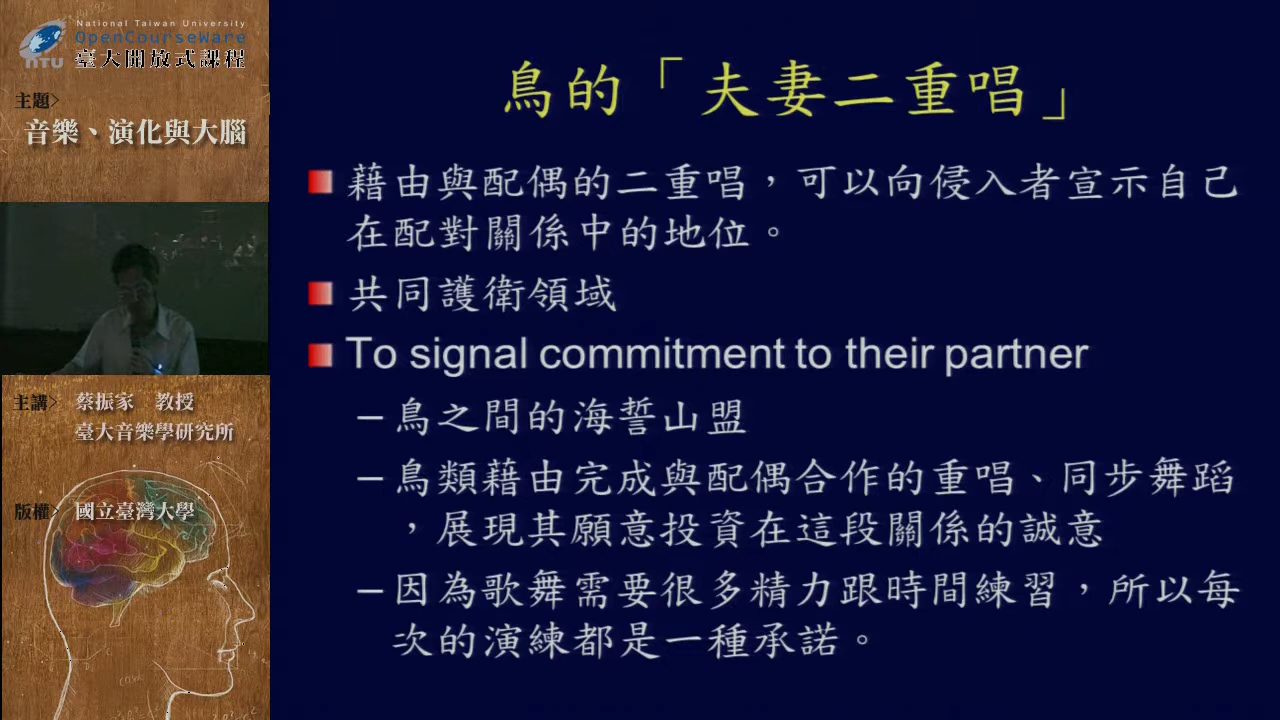 National Taiwan University
OpenCourseWare
NTU 臺大開放式課程
主題>
音樂、演化與大腦
主講> 蔡振家 教授
臺大音樂學研究所
版權> 國立臺灣大學
鳥的「夫妻二重唱」
藉由與配偶的二重唱，可以向侵入者宣示自己
在配對關係中的地位。
共同護衛領域
To signal commitment to their partner
–鳥之間的海誓山盟
–鳥類藉由完成與配偶合作的重唱、同步舞蹈
，展現其願意投資在這段關係的誠意
–因為歌舞需要很多精力跟時間練習，所以每
次的演練都是一種承諾。